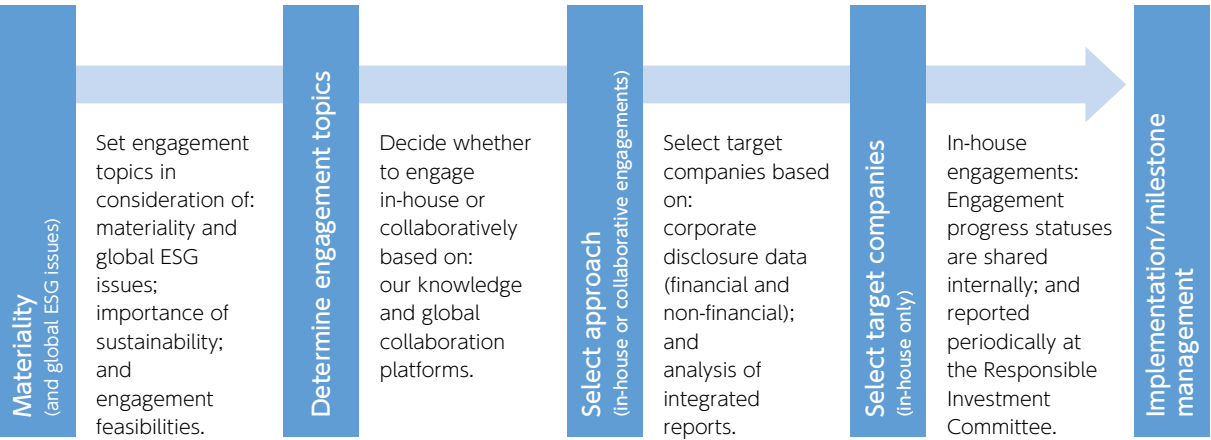 Materiality
(and global ESG issues)
Set engagement
topics in
consideration of:
materiality and
global ESG
issues;
importance of
sustainability;
and
engagement
feasibilities.
Determine engagement topics
Decide whether
to engage
in-house or
collaboratively
based on:
our knowledge
and global
collaboration
platforms.
Select approach
(in-house or collaborative engagements)
Select target
companies based
on:
corporate
disclosure data
(financial and
non-financial);
and
analysis of
integrated
reports.
Select target companies
(in-house only)
In-house
engagements:
Engagement
progress statuses
are shared
internally; and
reported
periodically at
the Responsible
Investment
Committee.
Implementation/milestone
management